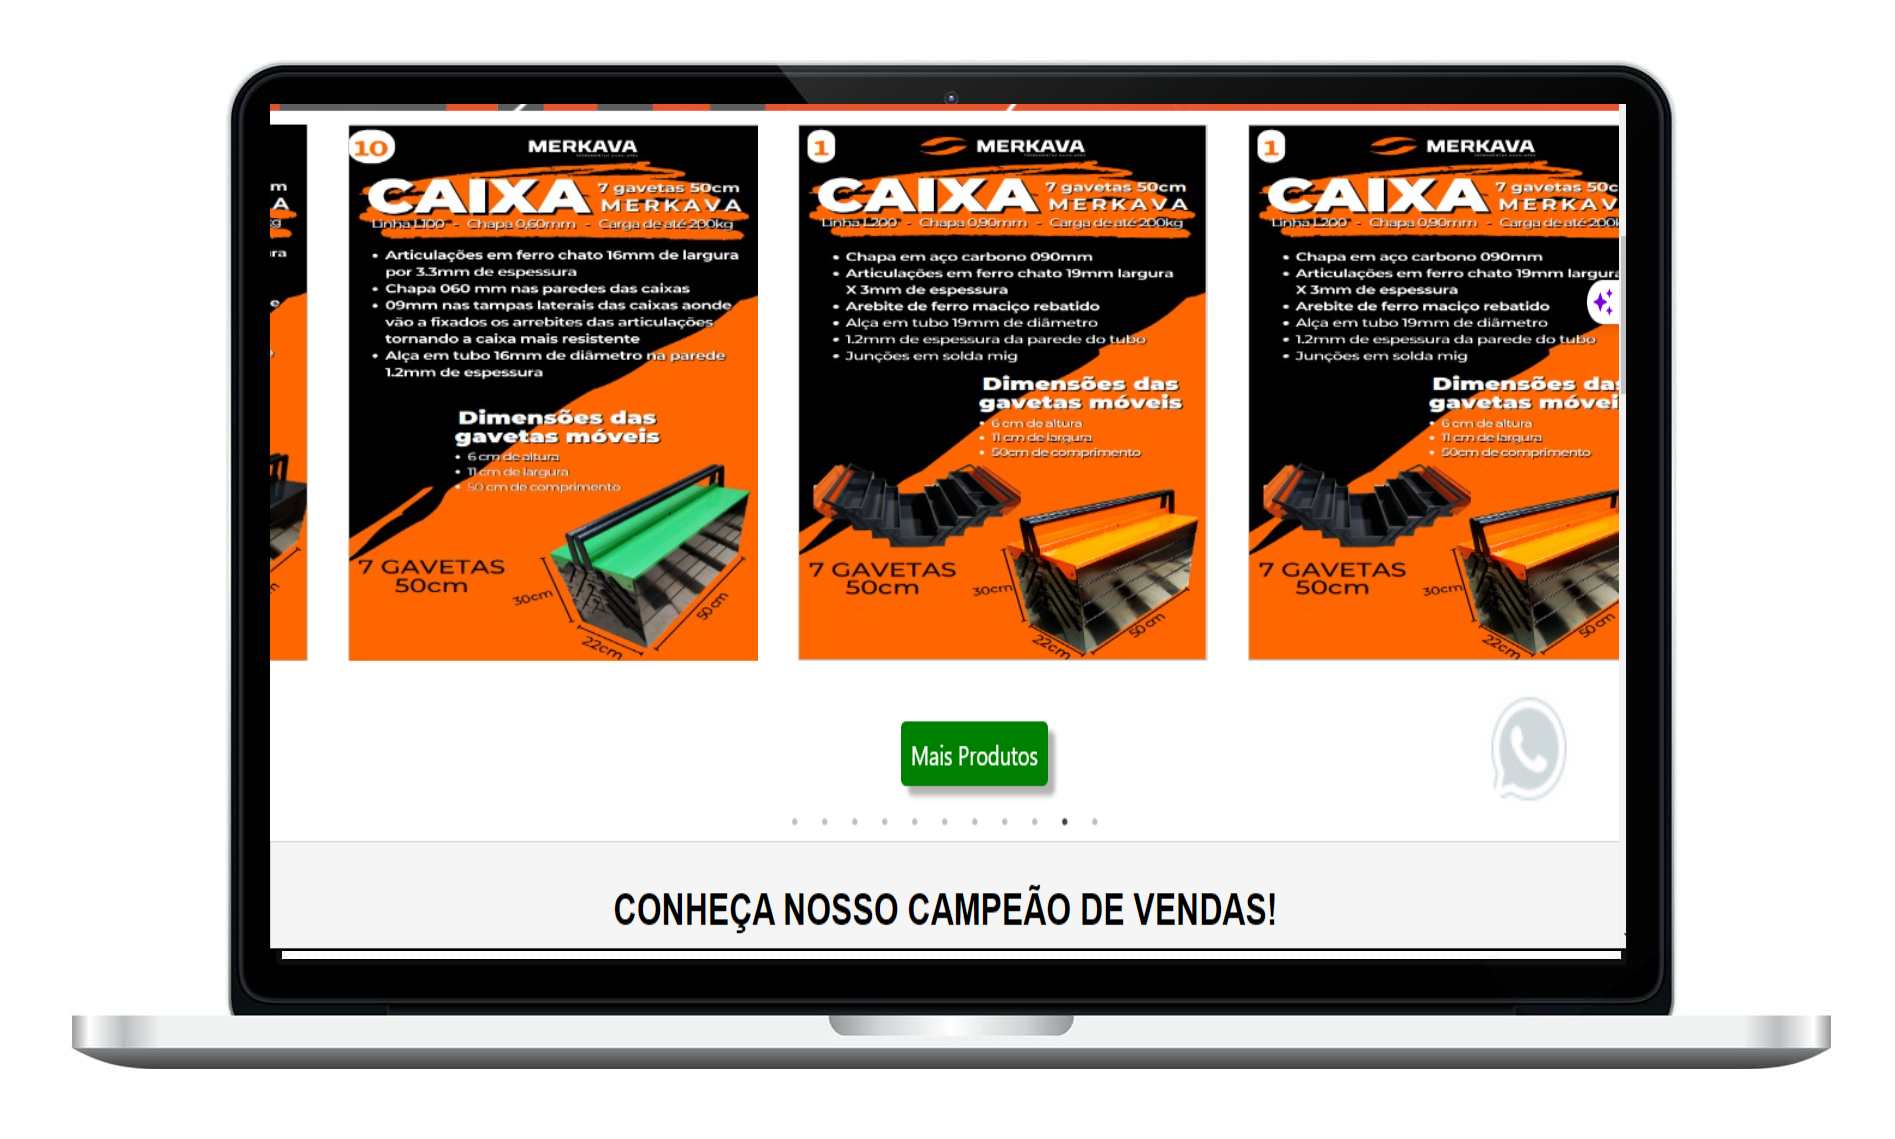 m
A
ra
10
MERKAVA
CAIXA
7 gavetas 50cm
MERKAVA
Linha L100 - Chapa 0,60mm - Carga de até 200kg
• Articulações em ferro chato 16mm de largura
por 3.3mm de espessura
• Chapa 060 mm nas paredes das caixas
• 09mm nas tampas laterais das caixas aonde
vão a fixados os arrebites das articulações
tornando a caixa mais resistente
• Alça em tubo 16mm de diâmetro na parede
1.2mm de espessura
Dimensões das
gavetas móveis
• 6 cm de altura
• 11 cm de largura
• 50 cm de comprimento
7 GAVETAS
50cm
30cm
22cm
50 cm
1
MERKAVA
CAIXA
7 gavetas 50cm
MERKAVA
Linha L200 - Chapa 0,90mm - Carga de até 200kg
• Chapa em aço carbono 090mm
• Articulações em ferro chato 19mm largura
X 3mm de espessura
• Arebite de ferro maciço rebatido
• Alça em tubo 19mm de diâmetro
• 1.2mm de espessura da parede do tubo
• Junções em solda mig
Dimensões das
gavetas móveis
• 6 cm de altura
• 11 cm de largura
• 50cm de comprimento
7 GAVETAS
50cm
30cm
22cm
50 cm
1
MERKAVA
CAIXA
7 gavetas 50c
MERKAV
Linha L200 - Chapa 0,90mm - Carga de até 200k
• Chapa em aço carbono 090mm
• Articulações em ferro chato 19mm largura
X 3mm de espessura
• Arebite de ferro maciço rebatido
• Alça em tubo 19mm de diâmetro
• 1.2mm de espessura da parede do tubo
• Junções em solda mig
Dimensões das
gavetas móvei
• 6 cm de altura
• 11 cm de largura
• 50cm de comprimento
7 GAVETAS
50cm
30cm
22cm
50 cm
Mais Produtos
CONHEÇA NOSSO CAMPEÃO DE VENDAS!